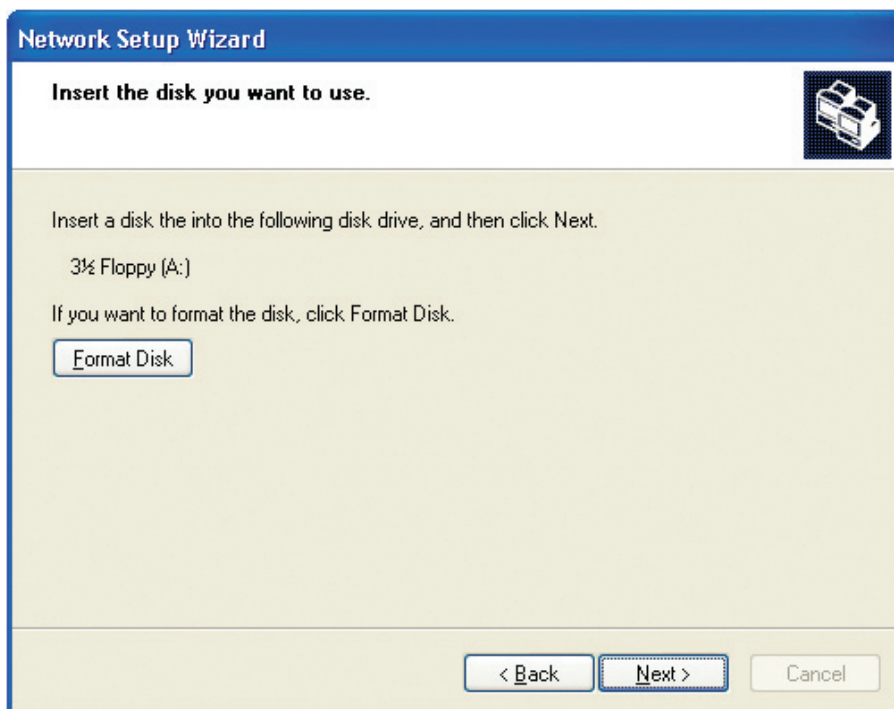 Network Setup Wizard
Insert the disk you want to use.
Insert a disk the into the following disk drive, and then click Next.
3½ Floppy (A:)
If you want to format the disk, click Format Disk.
Format Disk
< Back Next > Cancel